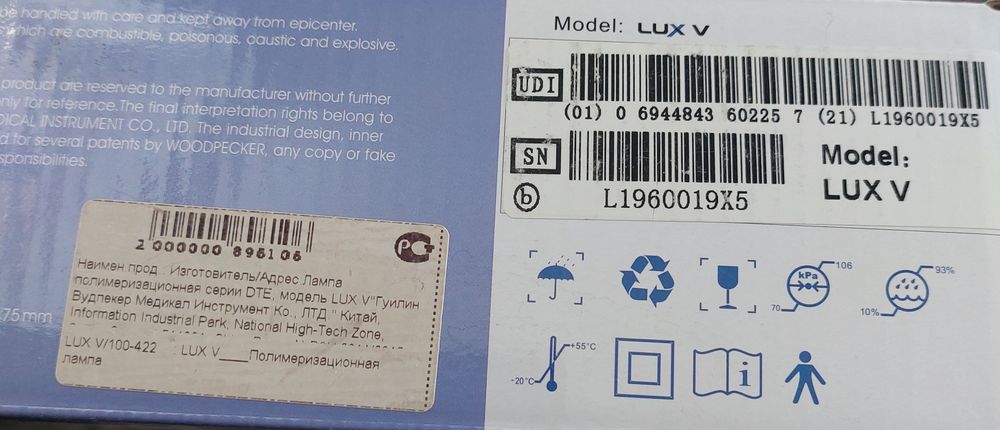 be handled with care and kept away from epicenter.
which are combustible, poisonous, caustic and explosive.
product are reserved to the manufacturer without further
only for reference.The final interpretation rights belong to
DICAL INSTRUMENT CO., LTD. The industrial design, inner
d for several patents by WOODPECKER, any copy or fake
sponsibilities.
.75mm
2 000000 896106
Наимен прод : Изготовитель/Адрес.Лампа
полимеризационная серии DTE, модель LUX V"Гуилин
Вудпекер Медикал Инструмент Ко., ЛТД " Китай,
Information Industrial Park, National High-Tech Zone,
LUX V/100-422 : LUX V____Полимеризационная
лампа
Model: LUX V
UDI
(01) 0 6944843 60225 7 (21) L1960019X5
SN
Model:
LUX V
b
L1960019X5
kPa
106
70
93%
10%
+55°C
-20°C
i